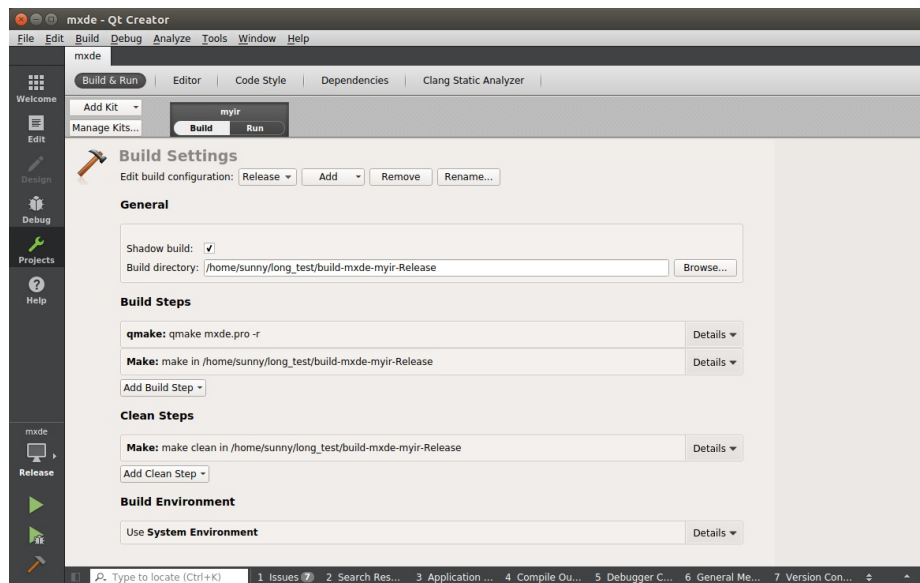 mxde - Qt Creator
File Edit Build Debug Analyze Tools Window Help
mxde
Build & Run Editor Code Style Dependencies Clang Static Analyzer
Welcome
Add Kit
Manage Kits...
myir
Build Run
Edit
Design
Debug
Projects
Help
Build Settings
Edit build configuration: Release Add Remove Rename...
General
Shadow build:
Build directory: /home/sunny/long_test/build-mxde-myir-Release Browse...
Build Steps
qmake: qmake mxde.pro -r Details
Make: make in /home/sunny/long_test/build-mxde-myir-Release Details
Add Build Step
Clean Steps
Make: make clean in /home/sunny/long_test/build-mxde-myir-Release Details
Add Clean Step
Build Environment
Use System Environment Details
mxde
Release
Type to locate (Ctrl+K) 1 Issues 7 2 Search Res... 3 Application ... 4 Compile Ou... 5 Debugger C... 6 General Me... 7 Version Con...